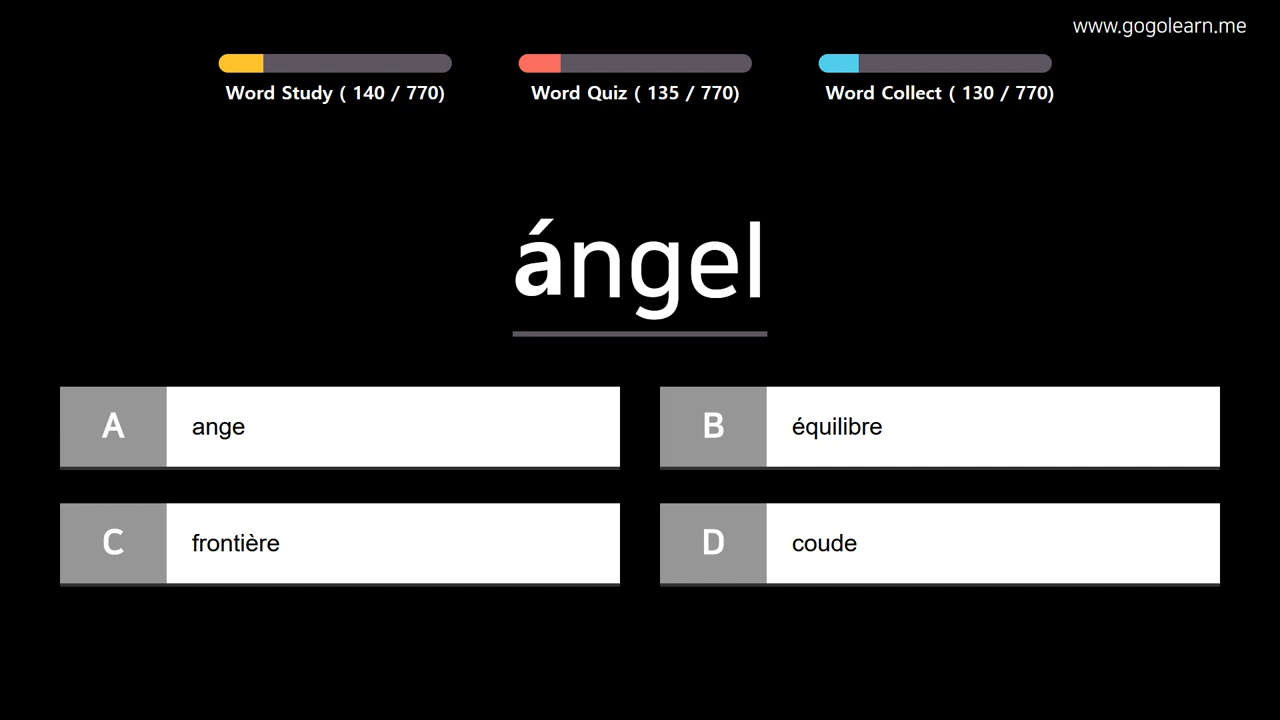 www.gogolearn.me
Word Study ( 140 / 770)
Word Quiz ( 135 / 770)
Word Collect ( 130 / 770)
ángel
A ange
B équilibre
C frontière
D coude